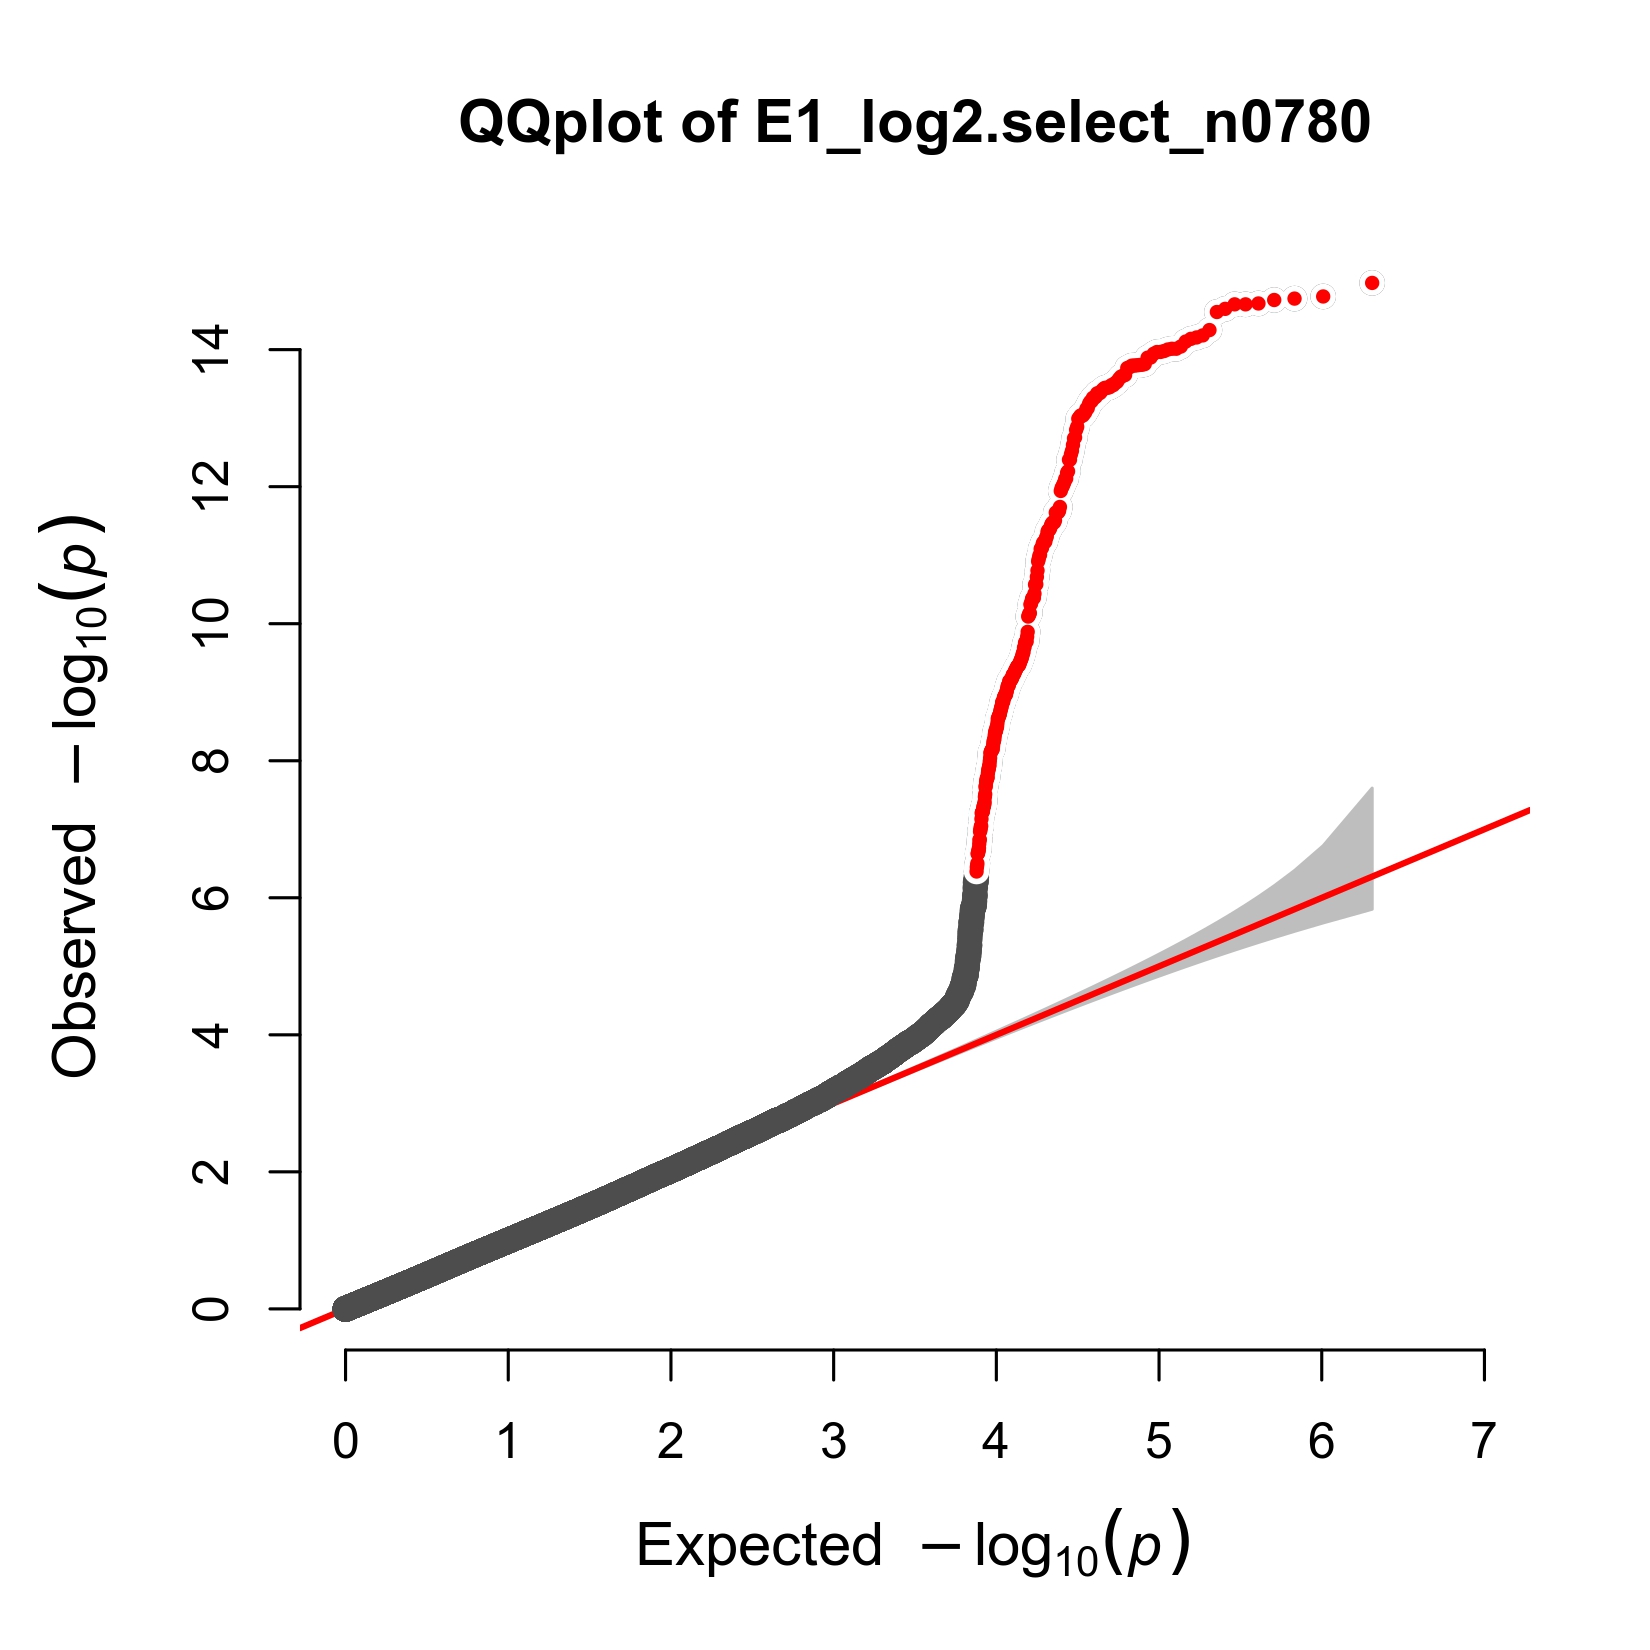 QQplot of E1_log2.select_n0780
Observed −log10(p)
14
12
10
8
6
4
2
0
0 1 2 3 4 5 6 7
Expected −log10(p)